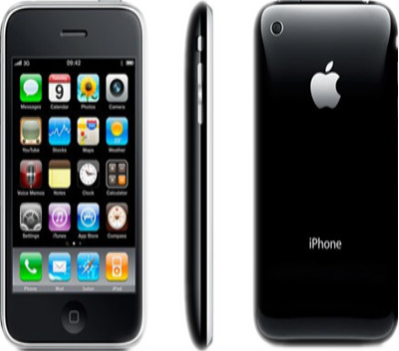 3G 09:42
Messages Calendar Photos Camera
9
YouTube Stocks Maps Weather
Voice Memos Notes Clock Calculator
Settings iTunes App Store Compass
Phone Mail Safari iPod
iPhone